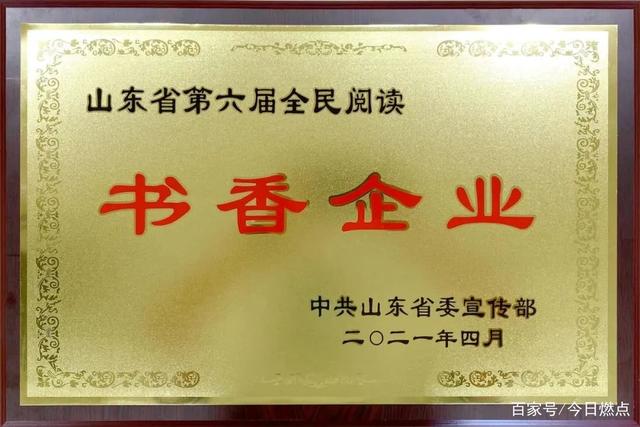 山东省第六届全民阅读
书香企业
中共山东省委宣传部
二〇二一年四月
百家号/今日燃点